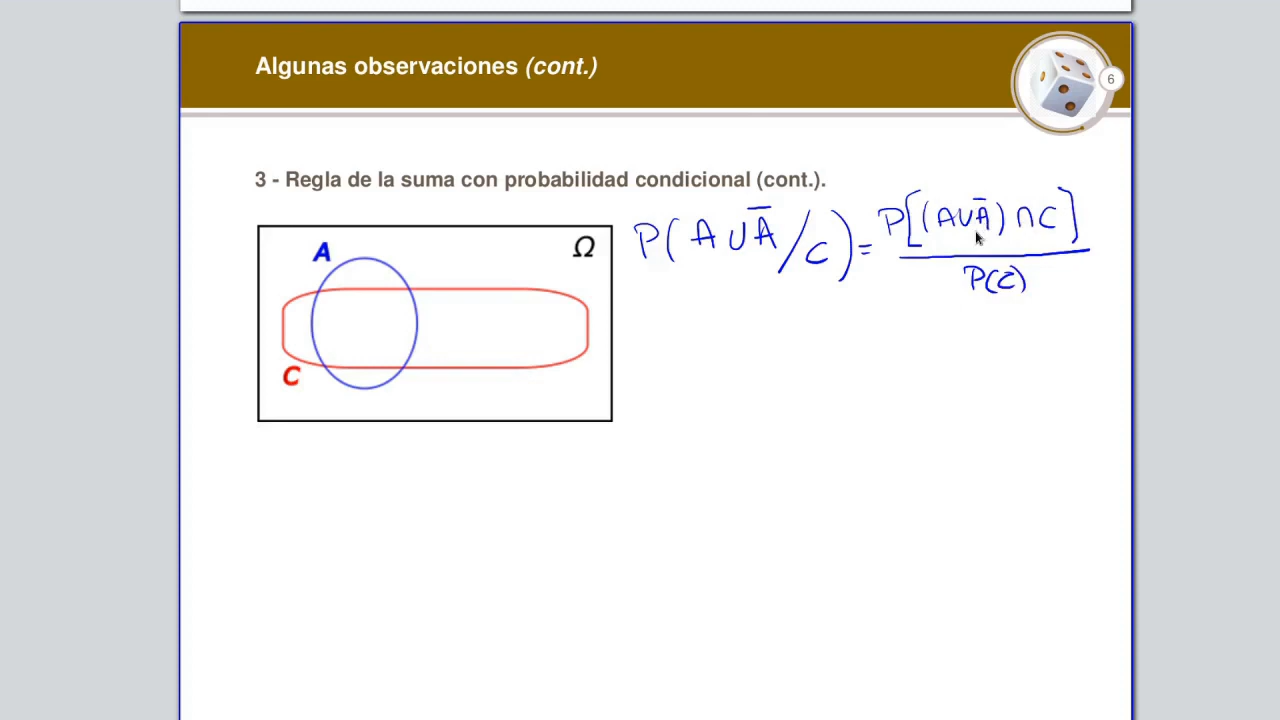 Algunas observaciones (cont.)
6
3 - Regla de la suma con probabilidad condicional (cont.).
A
Ω
C
P(A∪A̅/C) = P[(A∪A̅)∩C]
P(C)